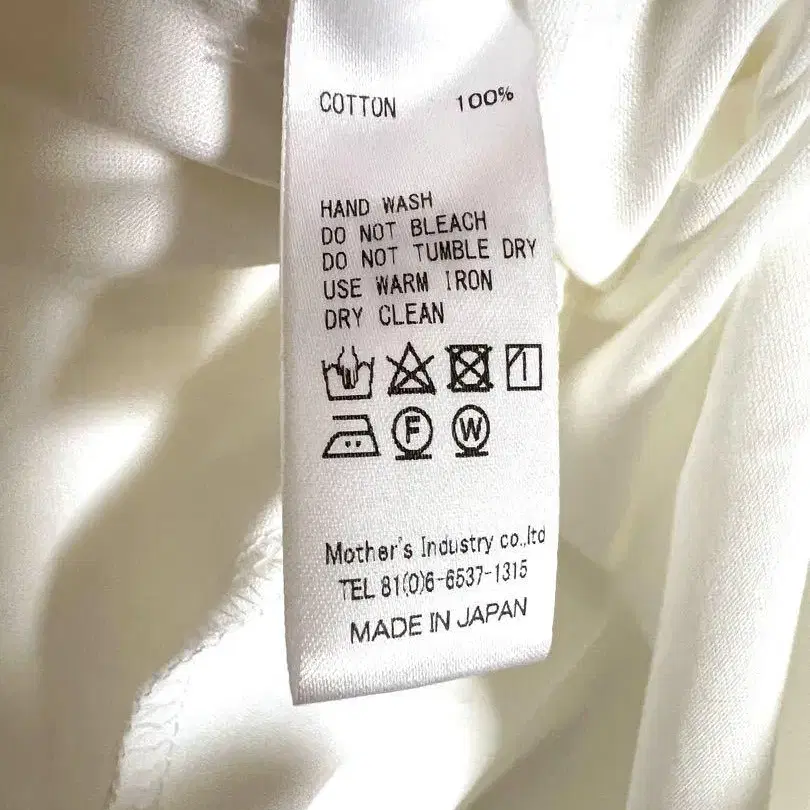 COTTON 100%
HAND WASH
DO NOT BLEACH
DO NOT TUMBLE DRY
USE WARM IRON
DRY CLEAN
F W
Mother's Industry co.,ltd
TEL 81(0)6-6537-1315
MADE IN JAPAN